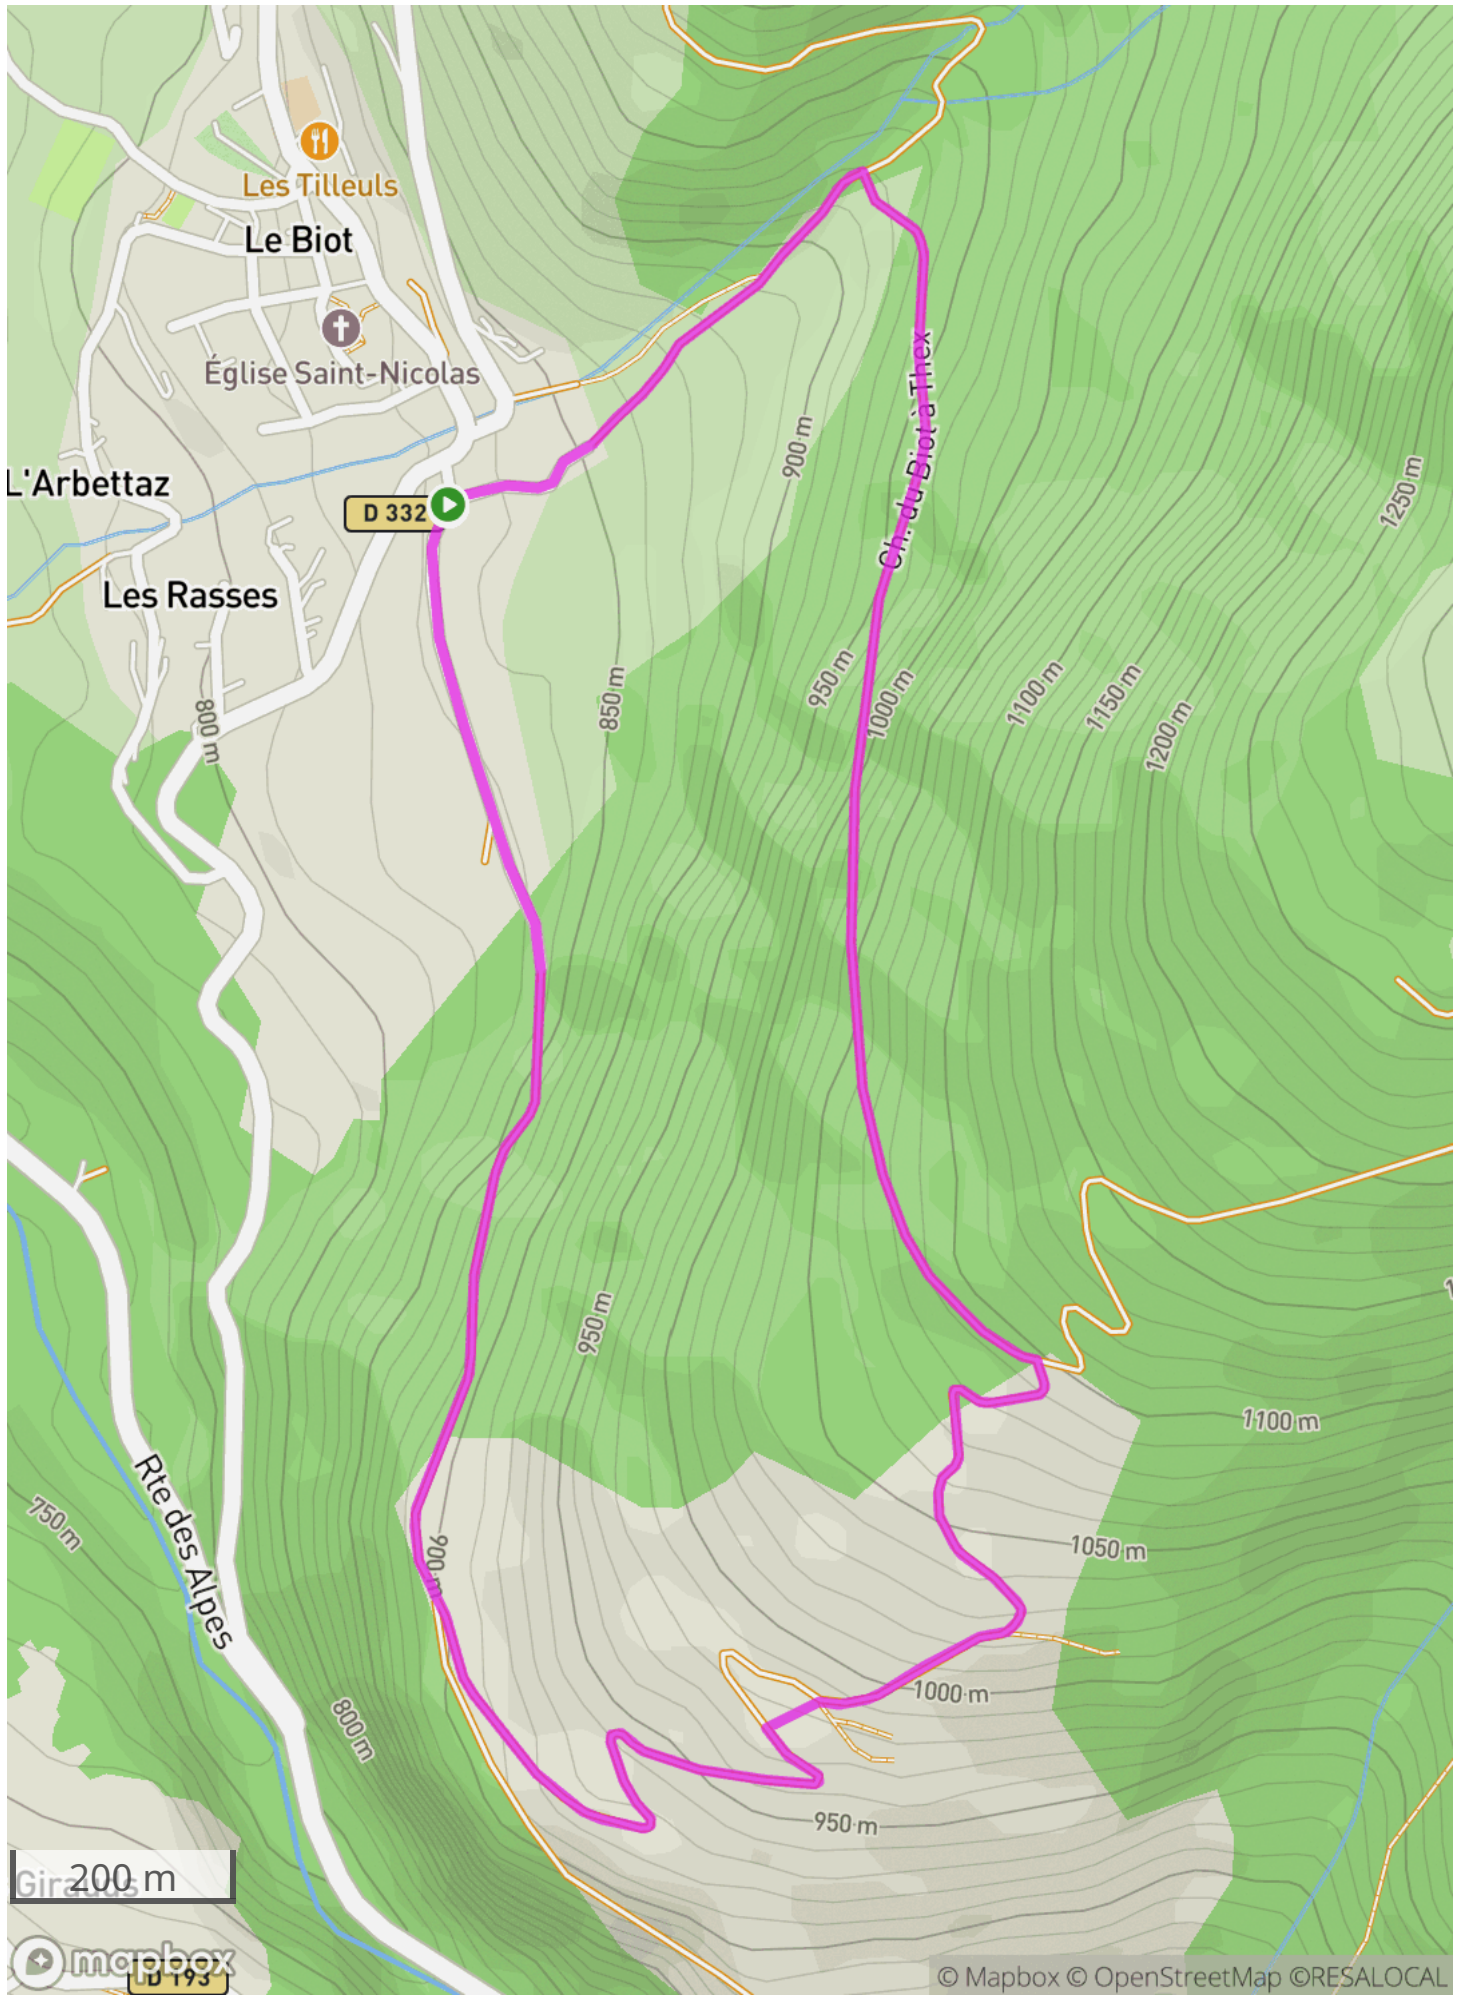 Les Tilleuls
Le Biot
Église Saint-Nicolas
Ch. du Biot à Thex
900 m
L'Arbettaz
D 332
1250 m
Les Rasses
850 m
950 m
1000 m
1100 m
1150 m
1200 m
800 m
950 m
1100 m
Rte des Alpes
750 m
900 m
1050 m
1000 m
800 m
950 m
200 m
Girauds
mapbox
D 193
© Mapbox © OpenStreetMap ©RESALOCAL